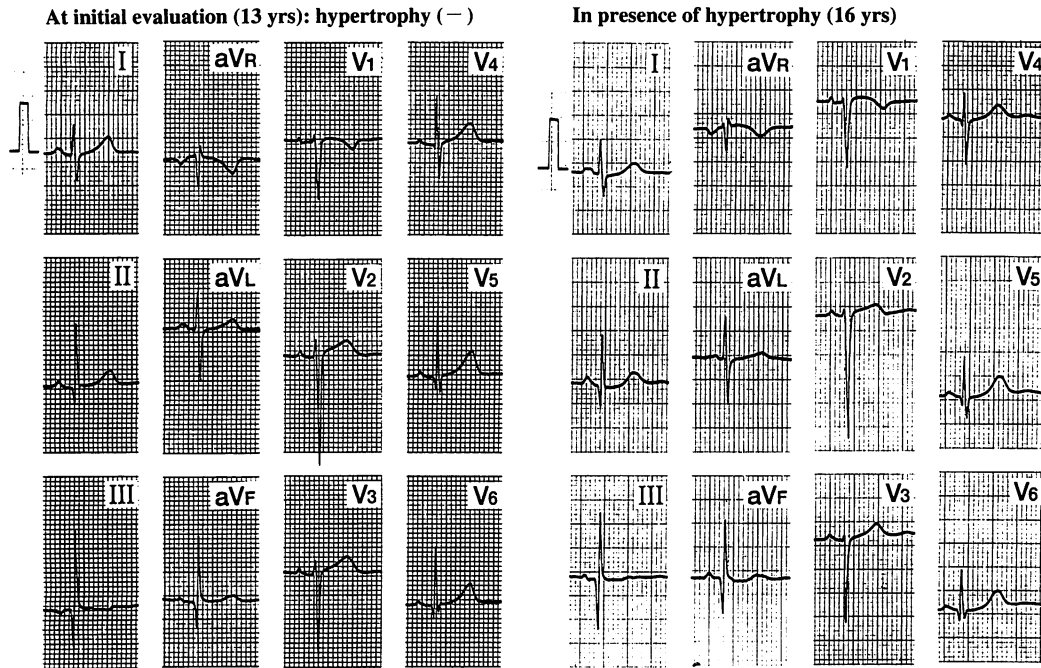 At initial evaluation (13 yrs): hypertrophy (−)
In presence of hypertrophy (16 yrs)
I aVR V1 V4
I aVR V1 V4
II aVL V2 V5
II aVL V2 V5
III aVF V3 V6
III aVF V3 V6